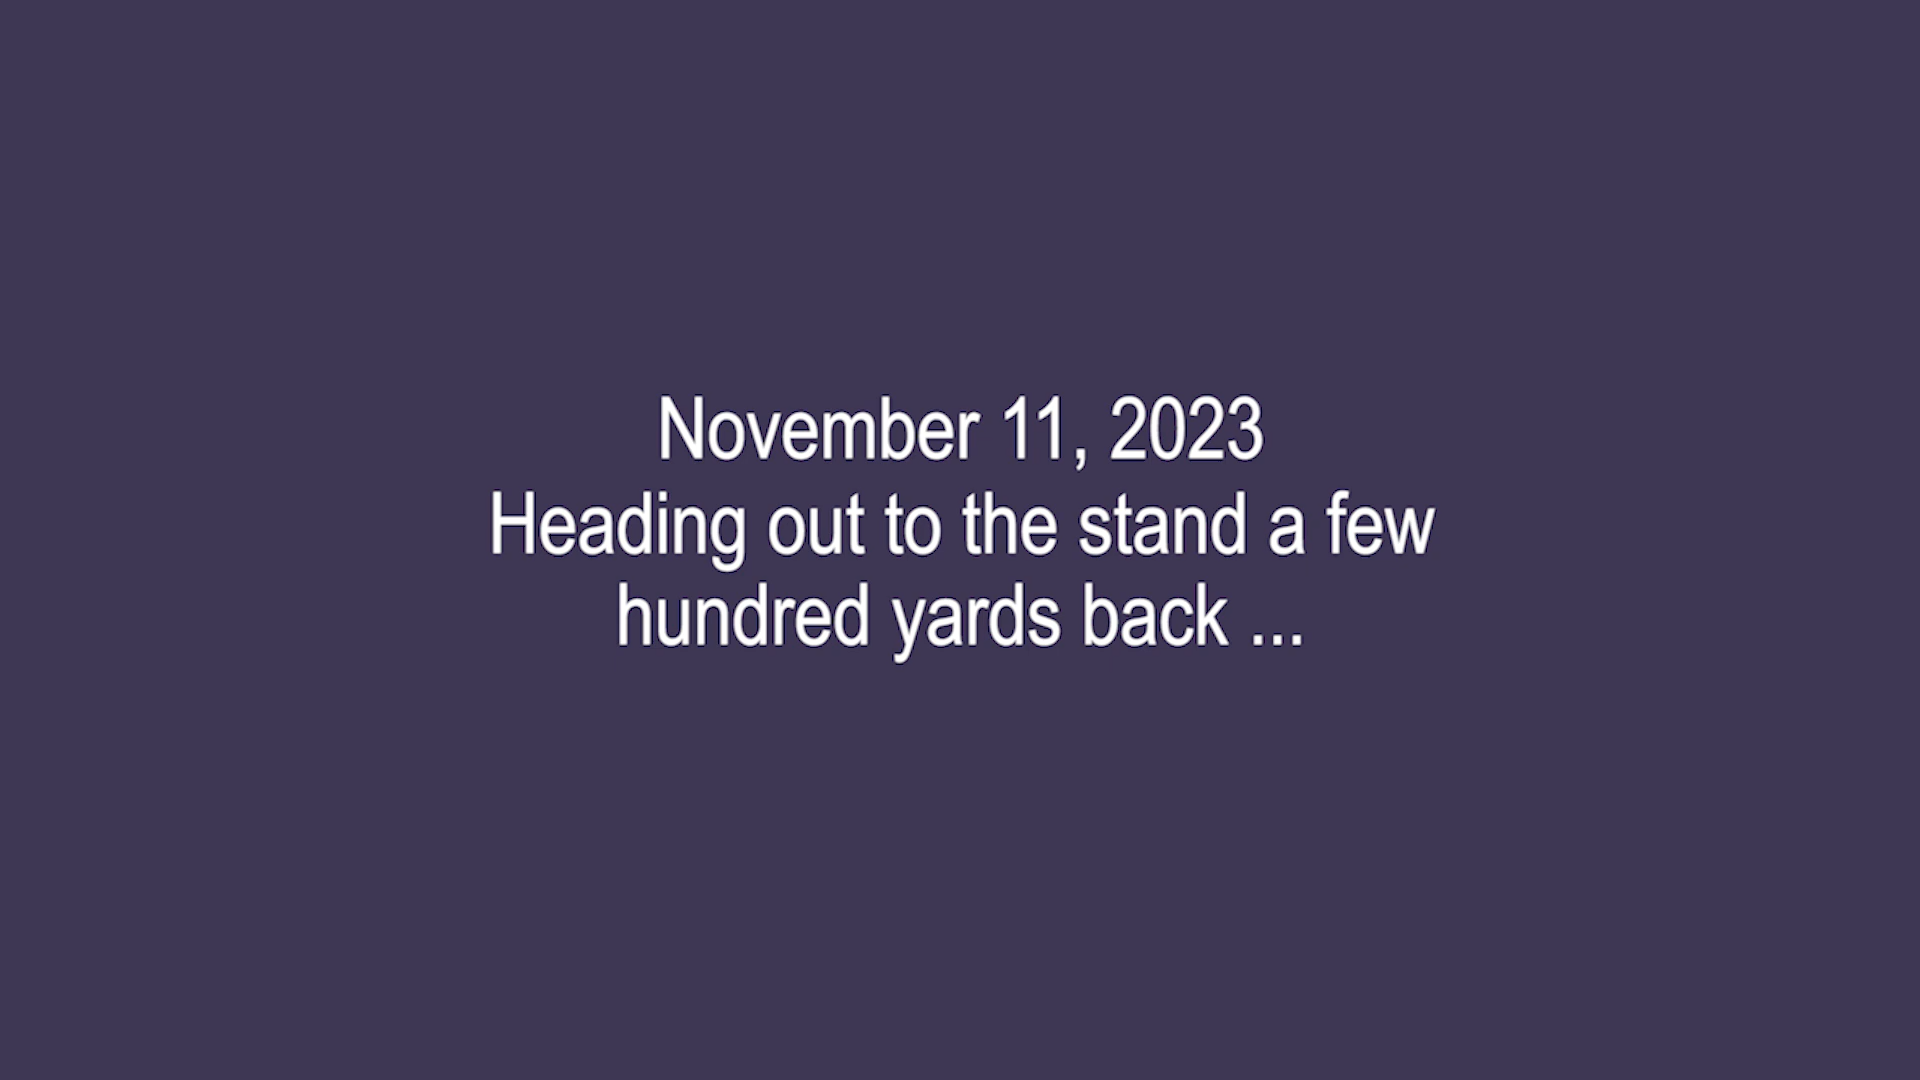 November 11, 2023
Heading out to the stand a few
hundred yards back ...